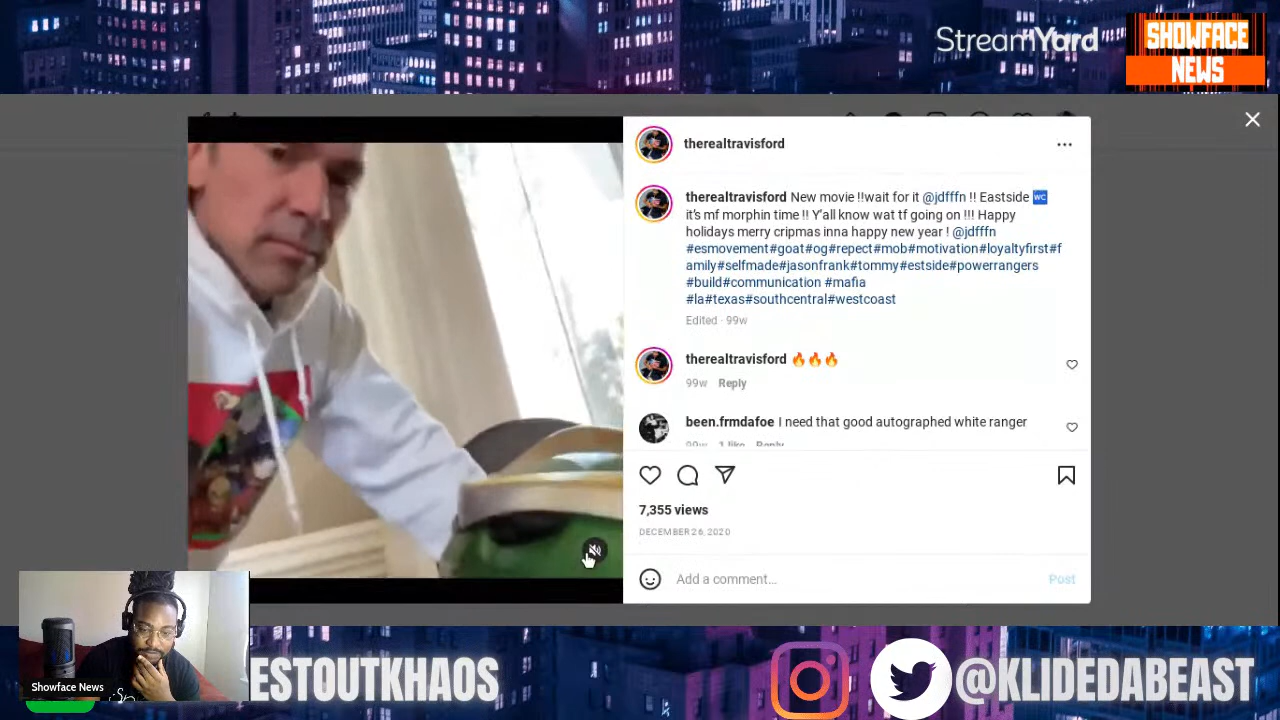 StreamYard
SHOWFACE
NEWS
therealtravisford
therealtravisford New movie !!wait for it @jdfffn !! Eastside 🚾
it's mf morphin time !! Y'all know wat tf going on !!! Happy
holidays merry cripmas inna happy new year ! @jdfffn
#esmovement#goat#og#repect#mob#motivation#loyaltyfirst#f
amily#selfmade#jasonfrank#tommy#estside#powerrangers
#build#communication #mafia
#la#texas#southcentral#westcoast
Edited · 99w
therealtravisford 🔥🔥🔥
99w Reply
been.frmdafoe I need that good autographed white ranger
99w 1 like Reply
7,355 views
DECEMBER 26, 2020
Add a comment...
Post
Showface News
ESTOUTKHAOS
@KLIDEDABEAST